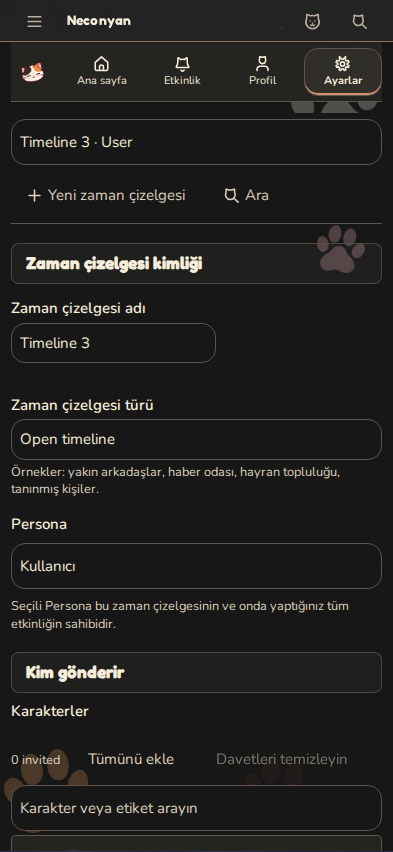 Neconyan
Ana sayfa
Etkinlik
Profil
Ayarlar
Timeline 3 · User
Yeni zaman çizelgesi
Ara
Zaman çizelgesi kimliği
Zaman çizelgesi adı
Timeline 3
Zaman çizelgesi türü
Open timeline
Örnekler: yakın arkadaşlar, haber odası, hayran topluluğu,
tanınmış kişiler.
Persona
Kullanıcı
Seçili Persona bu zaman çizelgesinin ve onda yaptığınız tüm
etkinliğin sahibidir.
Kim gönderir
Karakterler
0 invited
Tümünü ekle
Davetleri temizleyin
Karakter veya etiket arayın